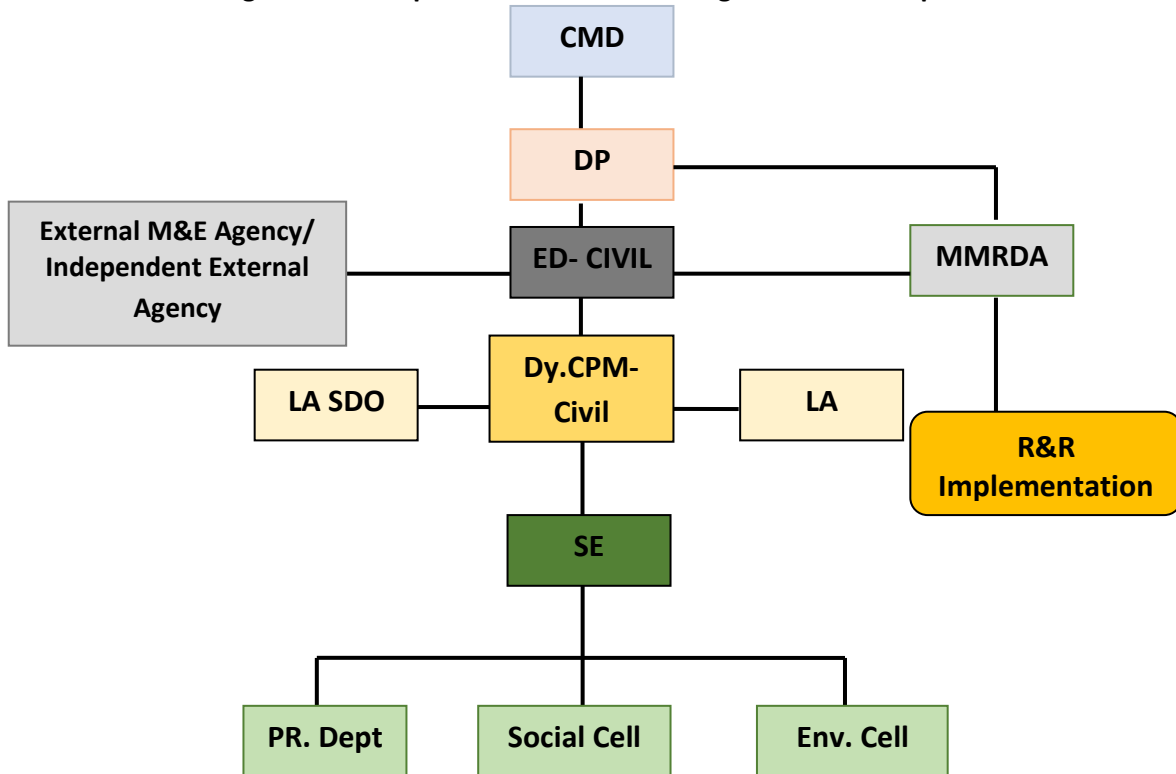 CMD
DP
External M&E Agency/
Independent External
Agency
ED- CIVIL
MMRDA
Dy.CPM-
Civil
LA SDO
LA
R&R
Implementation
SE
PR. Dept
Social Cell
Env. Cell